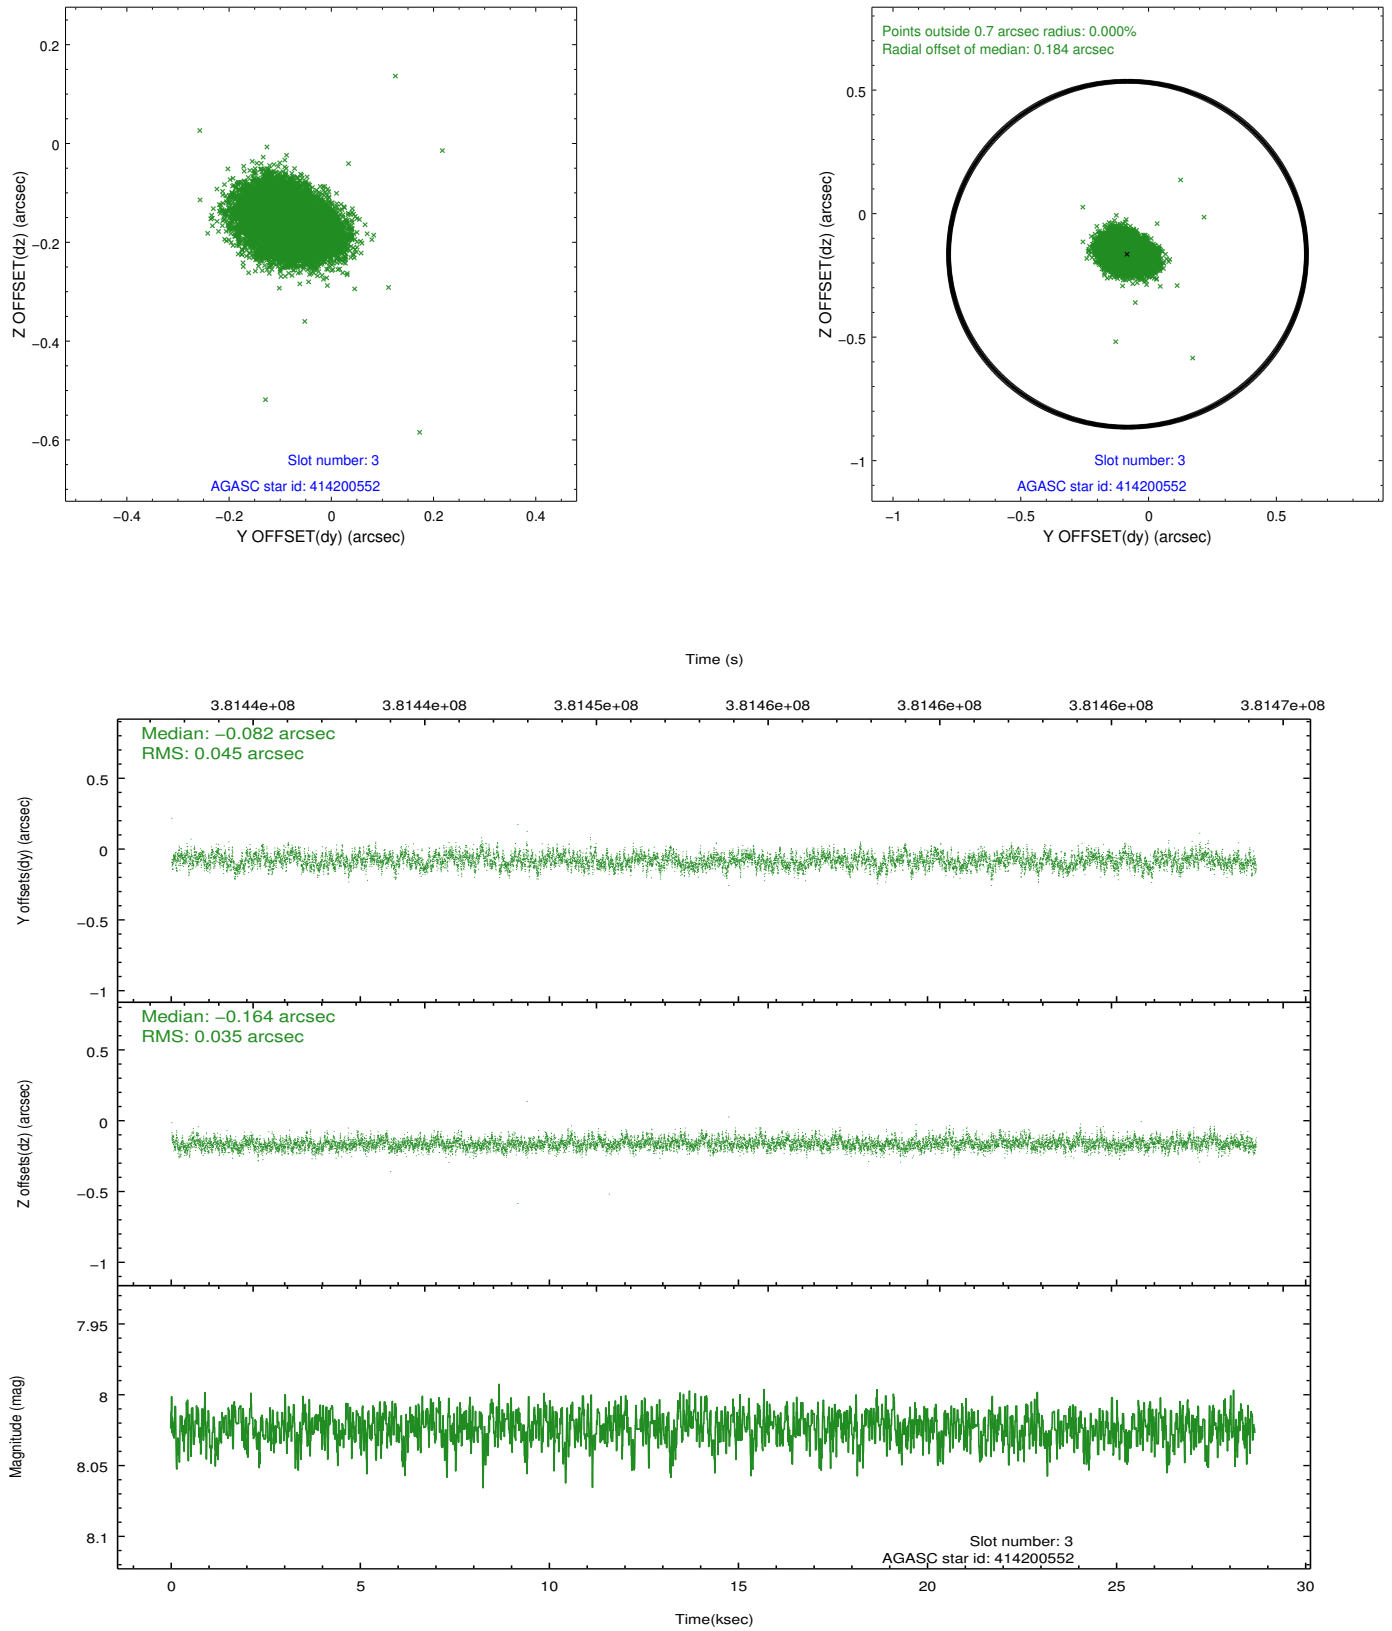 0.2
0
−0.2
−0.4
−0.6
Z OFFSET(dz) (arcsec)
Slot number: 3
AGASC star id: 414200552
−0.4 −0.2 0 0.2 0.4
Y OFFSET(dy) (arcsec)
Points outside 0.7 arcsec radius: 0.000%
Radial offset of median: 0.184 arcsec
0.5
0
−0.5
−1
Z OFFSET(dz) (arcsec)
Slot number: 3
AGASC star id: 414200552
−1 −0.5 0 0.5
Y OFFSET(dy) (arcsec)
Time (s)
3.8144e+08 3.8144e+08 3.8145e+08 3.8146e+08 3.8146e+08 3.8146e+08 3.8147e+08
Median: −0.082 arcsec
RMS: 0.045 arcsec
0.5
0
−0.5
−1
Y offsets(dy) (arcsec)
Median: −0.164 arcsec
RMS: 0.035 arcsec
0.5
0
−0.5
−1
Z offsets(dz) (arcsec)
7.95
8
8.05
8.1
Magnitude (mag)
Slot number: 3
AGASC star id: 414200552
0 5 10 15 20 25 30
Time(ksec)